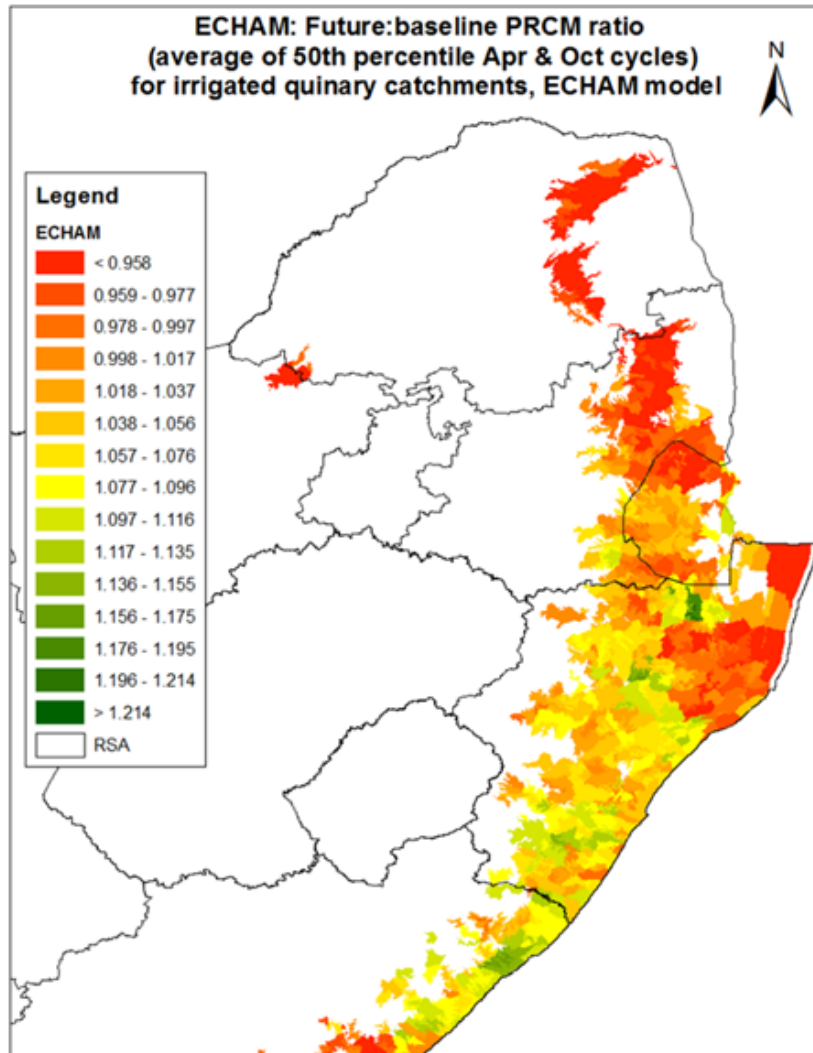 ECHAM: Future:baseline PRCM ratio
(average of 50th percentile Apr & Oct cycles)
for irrigated quinary catchments, ECHAM model
N
Legend
ECHAM
< 0.958
0.959 - 0.977
0.978 - 0.997
0.998 - 1.017
1.018 - 1.037
1.038 - 1.056
1.057 - 1.076
1.077 - 1.096
1.097 - 1.116
1.117 - 1.135
1.136 - 1.155
1.156 - 1.175
1.176 - 1.195
1.196 - 1.214
> 1.214
RSA